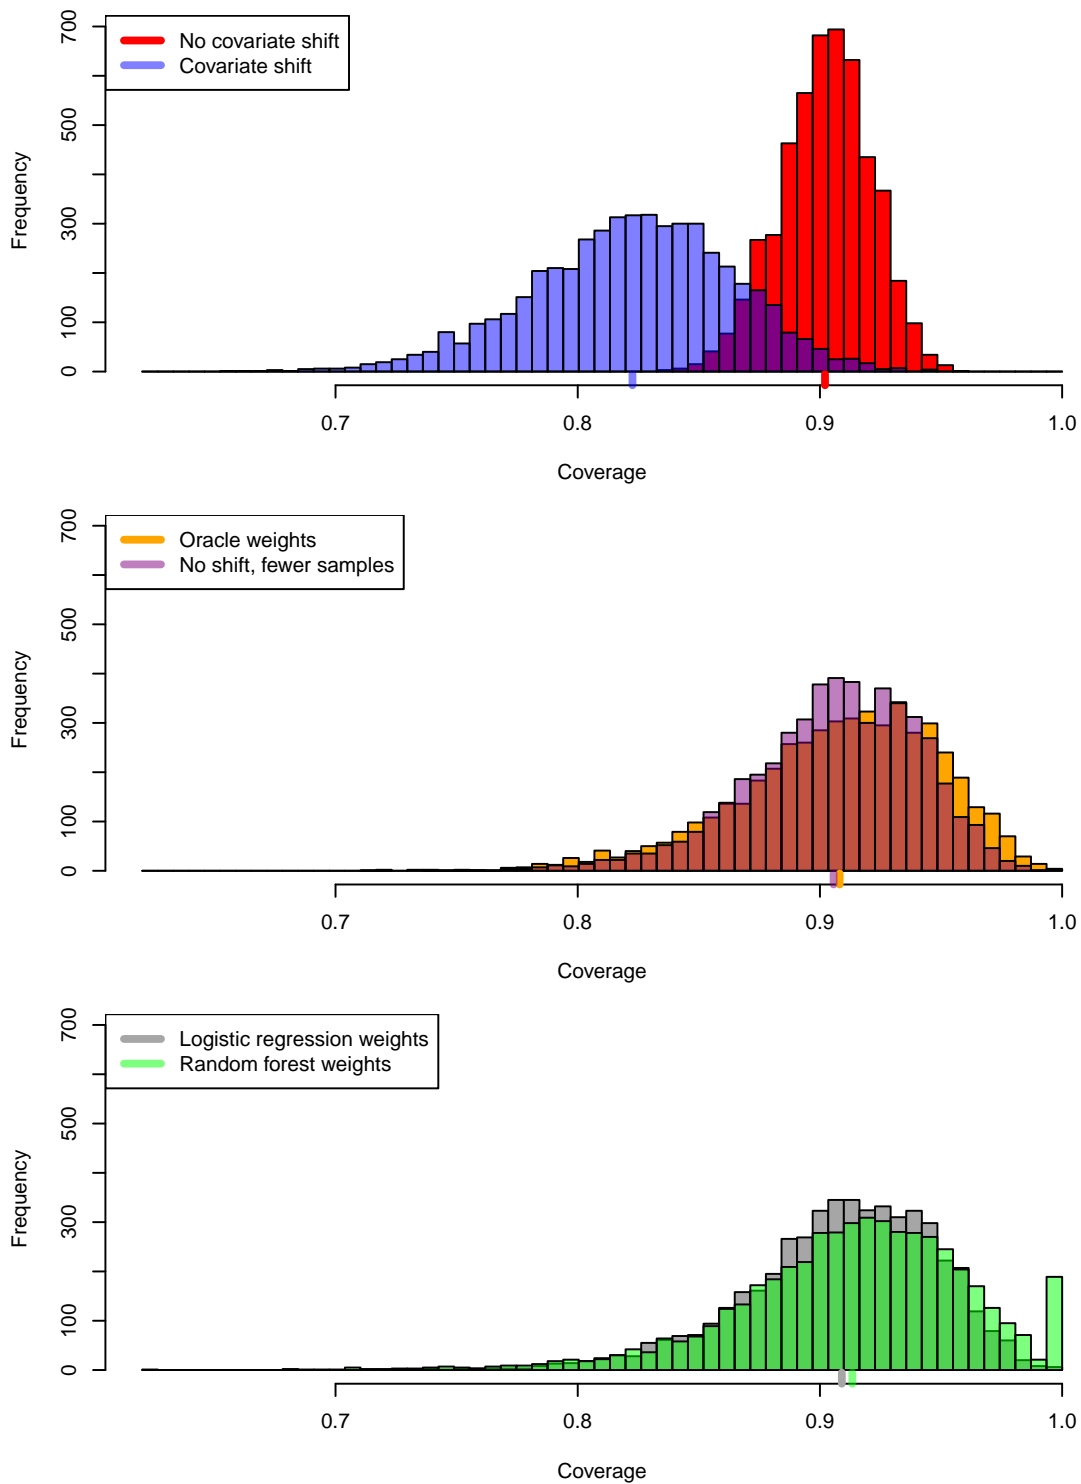 No covariate shift
Covariate shift
Frequency
0
100
300
500
700
0.7
0.8
0.9
1.0
Coverage
Oracle weights
No shift, fewer samples
Frequency
0
100
300
500
700
0.7
0.8
0.9
1.0
Coverage
Logistic regression weights
Random forest weights
Frequency
0
100
300
500
700
0.7
0.8
0.9
1.0
Coverage